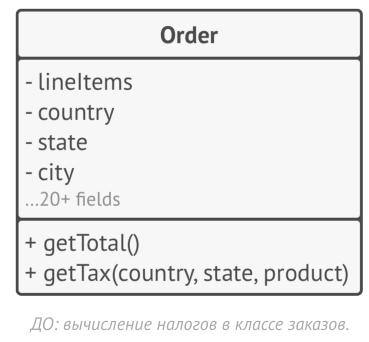 Order
- lineItems
- country
- state
- city
...20+ fields
+ getTotal()
+ getTax(country, state, product)
ДО: вычисление налогов в классе заказов.